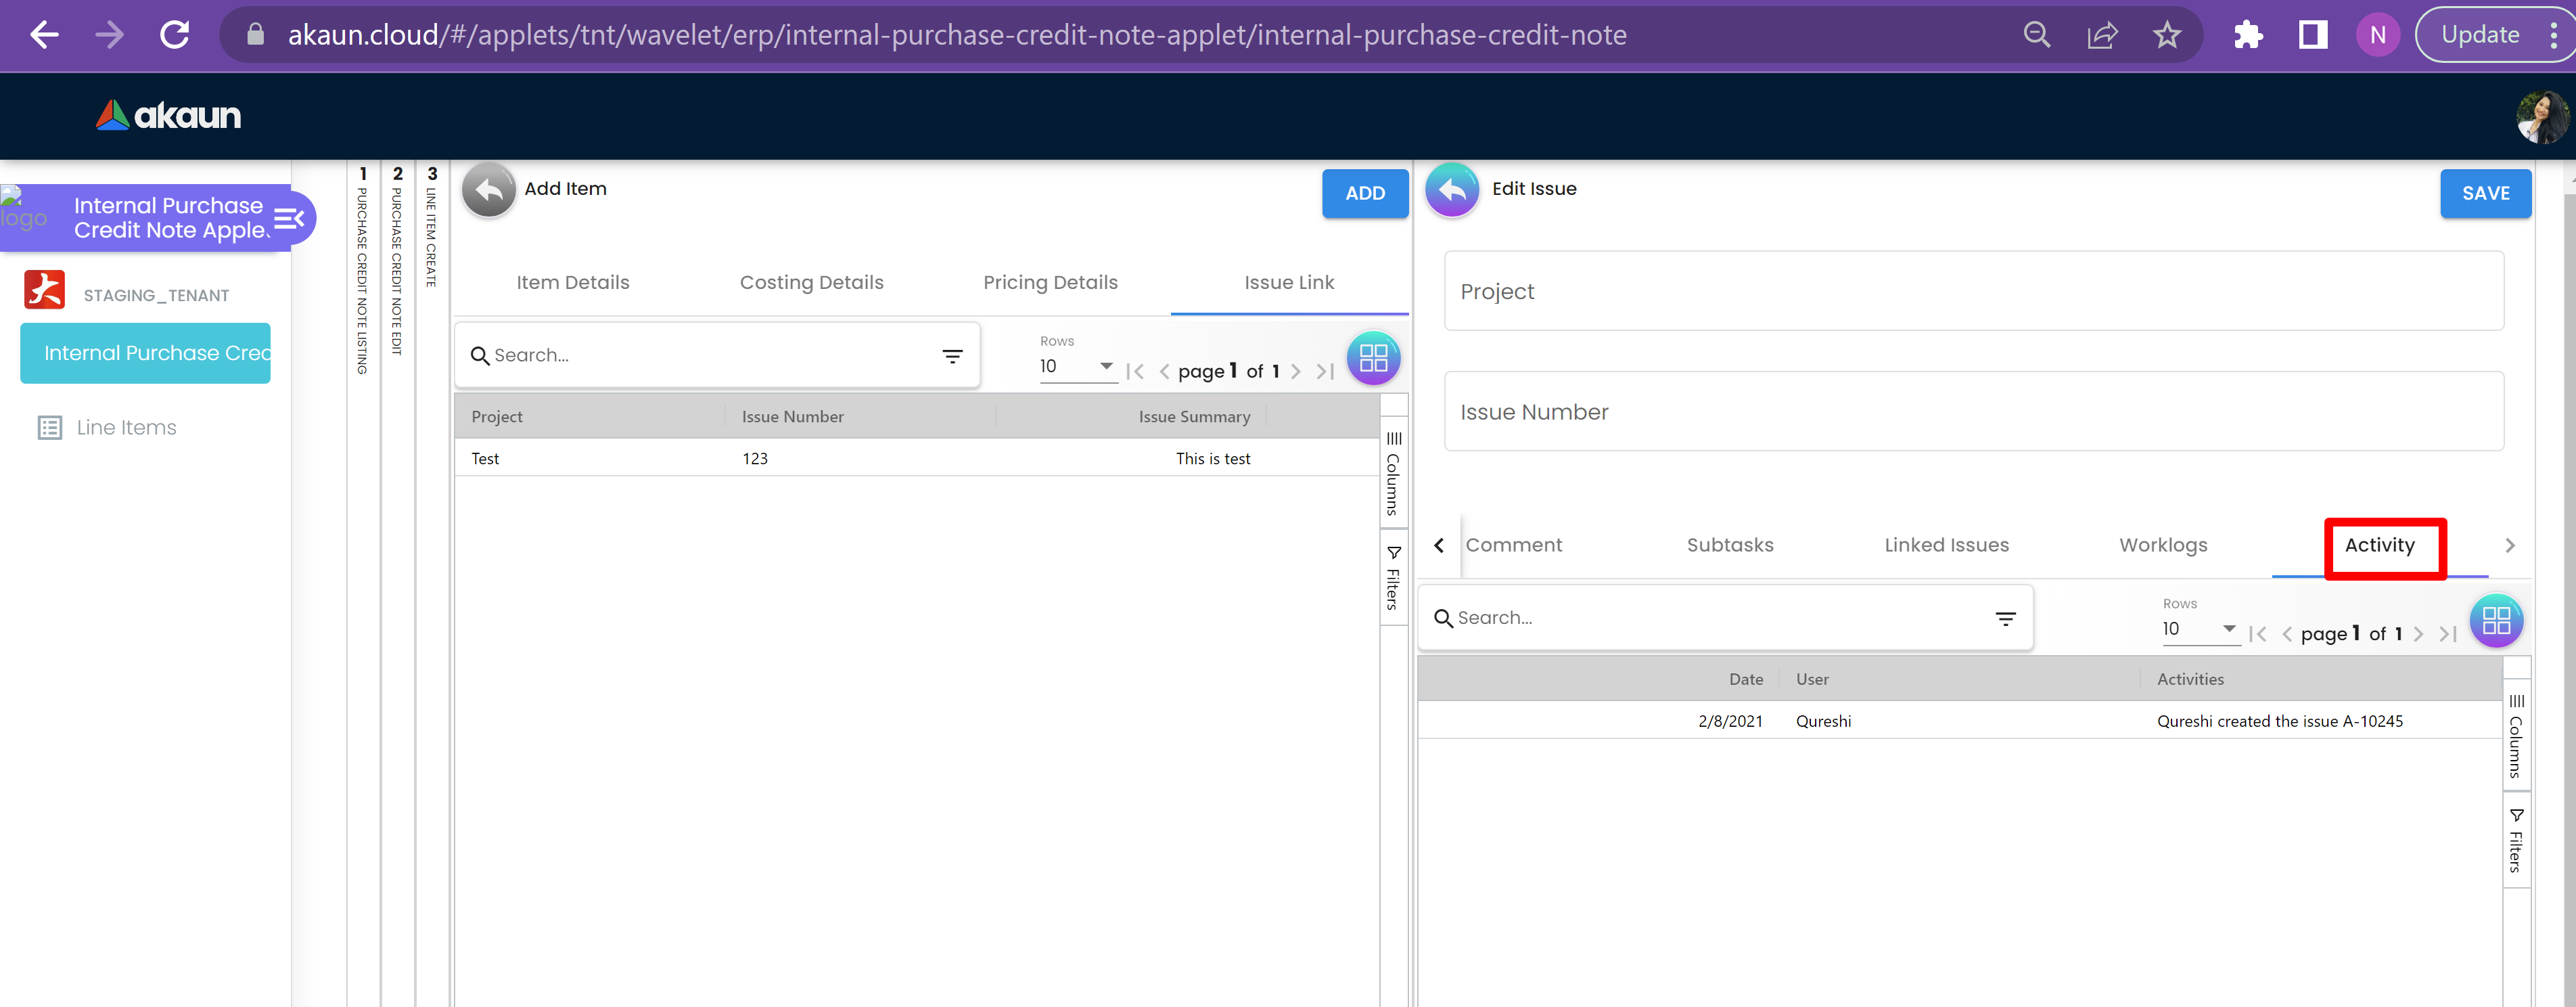 akaun.cloud/#/applets/tnt/wavelet/erp/internal-purchase-credit-note-applet/internal-purchase-credit-note
N
Update
akaun
logo
Internal Purchase
Credit Note Apple
STAGING_TENANT
Internal Purchase Cred
Line Items
1 PURCHASE CREDIT NOTE LISTING
2 PURCHASE CREDIT NOTE EDIT
3 LINE ITEM CREATE
Add Item
ADD
Item Details
Costing Details
Pricing Details
Issue Link
Search...
Rows
10
page 1 of 1
Project
Issue Number
Issue Summary
Test
123
This is test
Columns
Filters
Edit Issue
SAVE
Project
Issue Number
Comment
Subtasks
Linked Issues
Worklogs
Activity
Search...
Rows
10
page 1 of 1
Date
User
Activities
2/8/2021
Qureshi
Qureshi created the issue A-10245
Columns
Filters